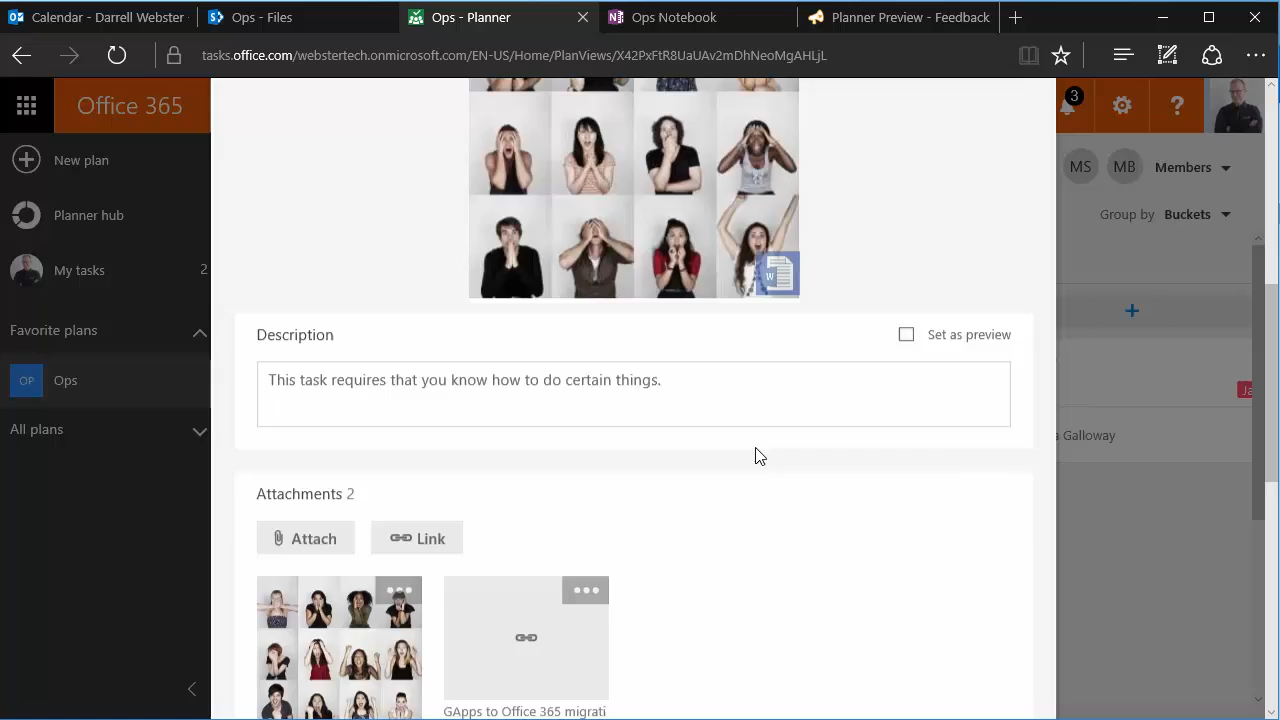 Calendar - Darrell Webster
Ops - Files
Ops - Planner
Ops Notebook
Planner Preview - Feedback
tasks.office.com/webstertech.onmicrosoft.com/EN-US/Home/PlanViews/X42PxFtR8UaUAv2mDhNeoMgAHLjL
Office 365
3
?
New plan
MS
MB
Members
Planner hub
Group by
Buckets
My tasks
2
W
Favorite plans
Description
Set as preview
OP
Ops
This task requires that you know how to do certain things.
Ja
All plans
a Galloway
Attachments 2
Attach
Link
GApps to Office 365 migrati